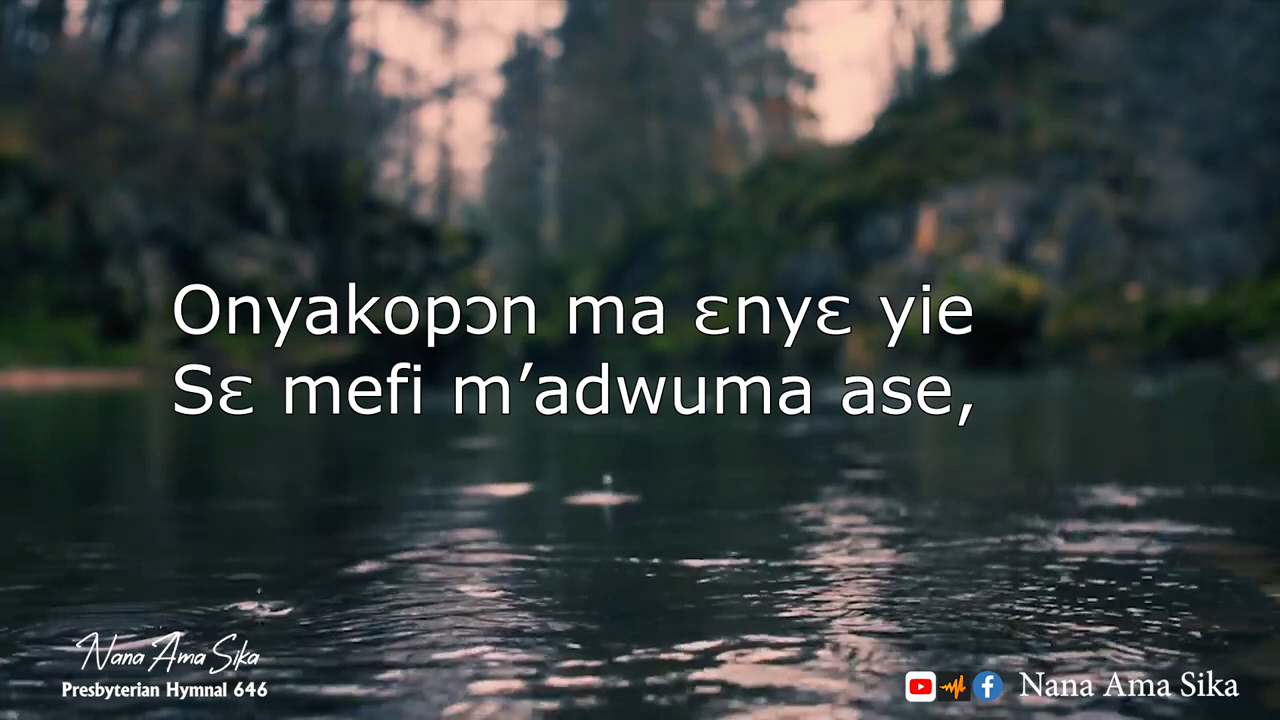 Onyakopɔn ma ɛnyɛ yie
Sɛ mefi m’adwuma ase,
Nana Ama Sika
Presbyterian Hymnal 646
Nana Ama Sika